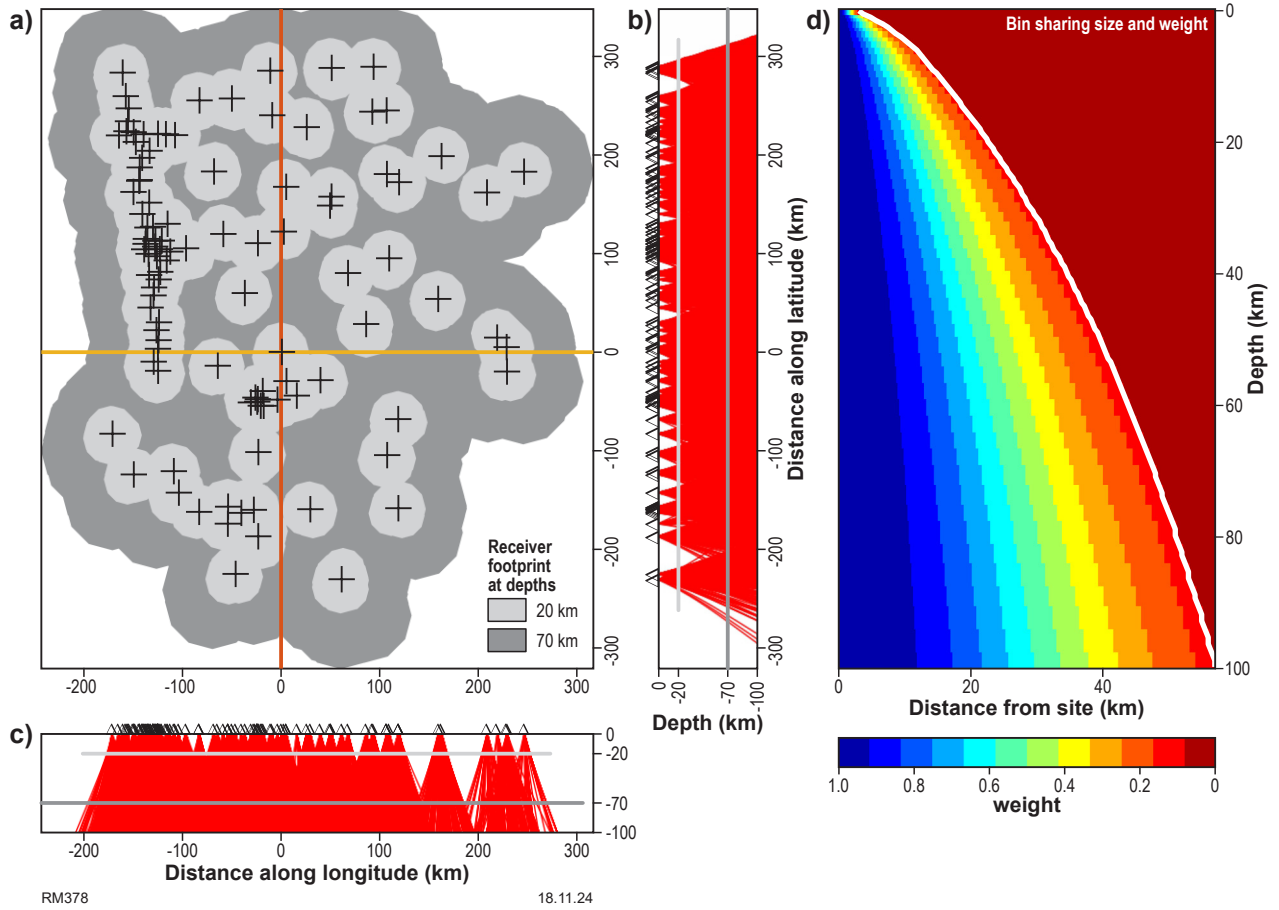 a)
300
200
100
0
-100
-200
-300
-200
-100
0
100
200
300
Receiver
footprint
at depths
20 km
70 km
b)
300
200
100
0
-100
-200
-300
Distance along latitude (km)
0
-20
-70
-100
Depth (km)
c)
0
-20
-70
-100
-200
-100
0
100
200
300
Distance along longitude (km)
d)
Bin sharing size and weight
0
20
40
60
80
100
Depth (km)
0
20
40
Distance from site (km)
1.0
0.8
0.6
0.4
0.2
0
weight
RM378
18.11.24